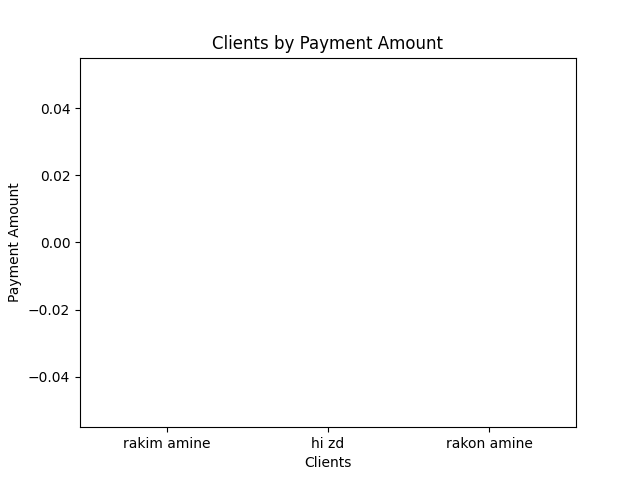 Clients by Payment Amount
Payment Amount
0.04
0.02
0.00
−0.02
−0.04
rakim amine
hi zd
rakon amine
Clients